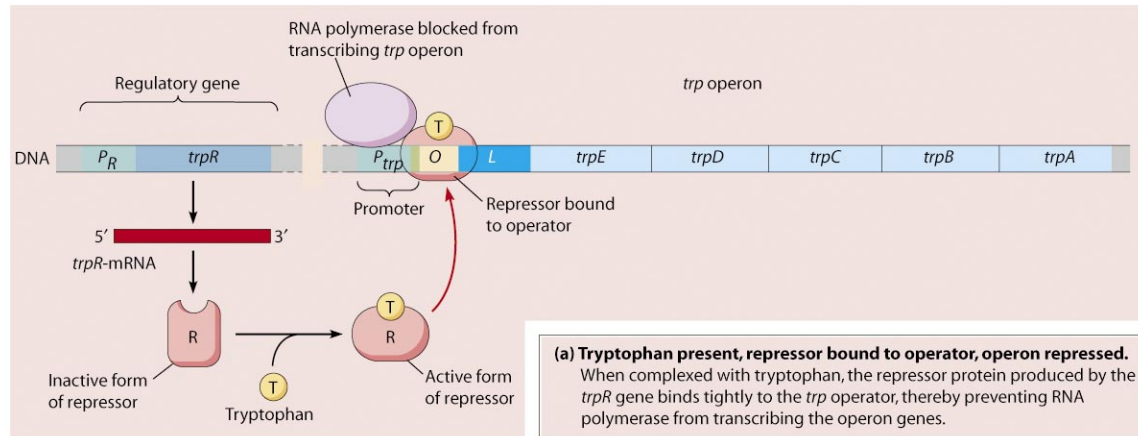 RNA polymerase blocked from
transcribing trp operon
Regulatory gene
trp operon
T
DNA
PR
trpR
Ptrp
O
L
trpE
trpD
trpC
trpB
trpA
Promoter
Repressor bound
to operator
5′
3′
trpR-mRNA
R
T
R
T
Tryptophan
Inactive form
of repressor
Active form
of repressor
(a) Tryptophan present, repressor bound to operator, operon repressed.
When complexed with tryptophan, the repressor protein produced by the
trpR gene binds tightly to the trp operator, thereby preventing RNA
polymerase from transcribing the operon genes.